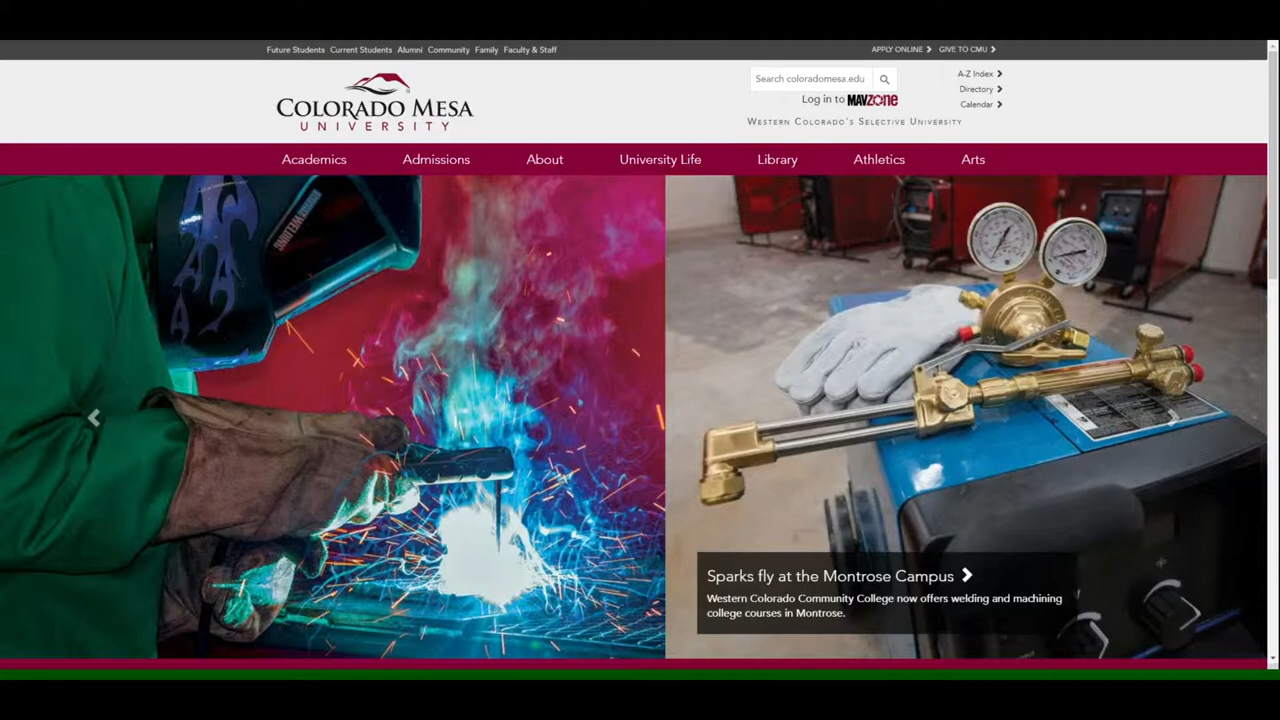 Future Students Current Students Alumni Community Family Faculty & Staff
APPLY ONLINE GIVE TO CMU
COLORADO MESA
UNIVERSITY
Search coloradomesa.edu
Log in to MAVZONE
WESTERN COLORADO'S SELECTIVE UNIVERSITY
A-Z Index
Directory
Calendar
Academics Admissions About University Life Library Athletics Arts
Sparks fly at the Montrose Campus
Western Colorado Community College now offers welding and machining
college courses in Montrose.